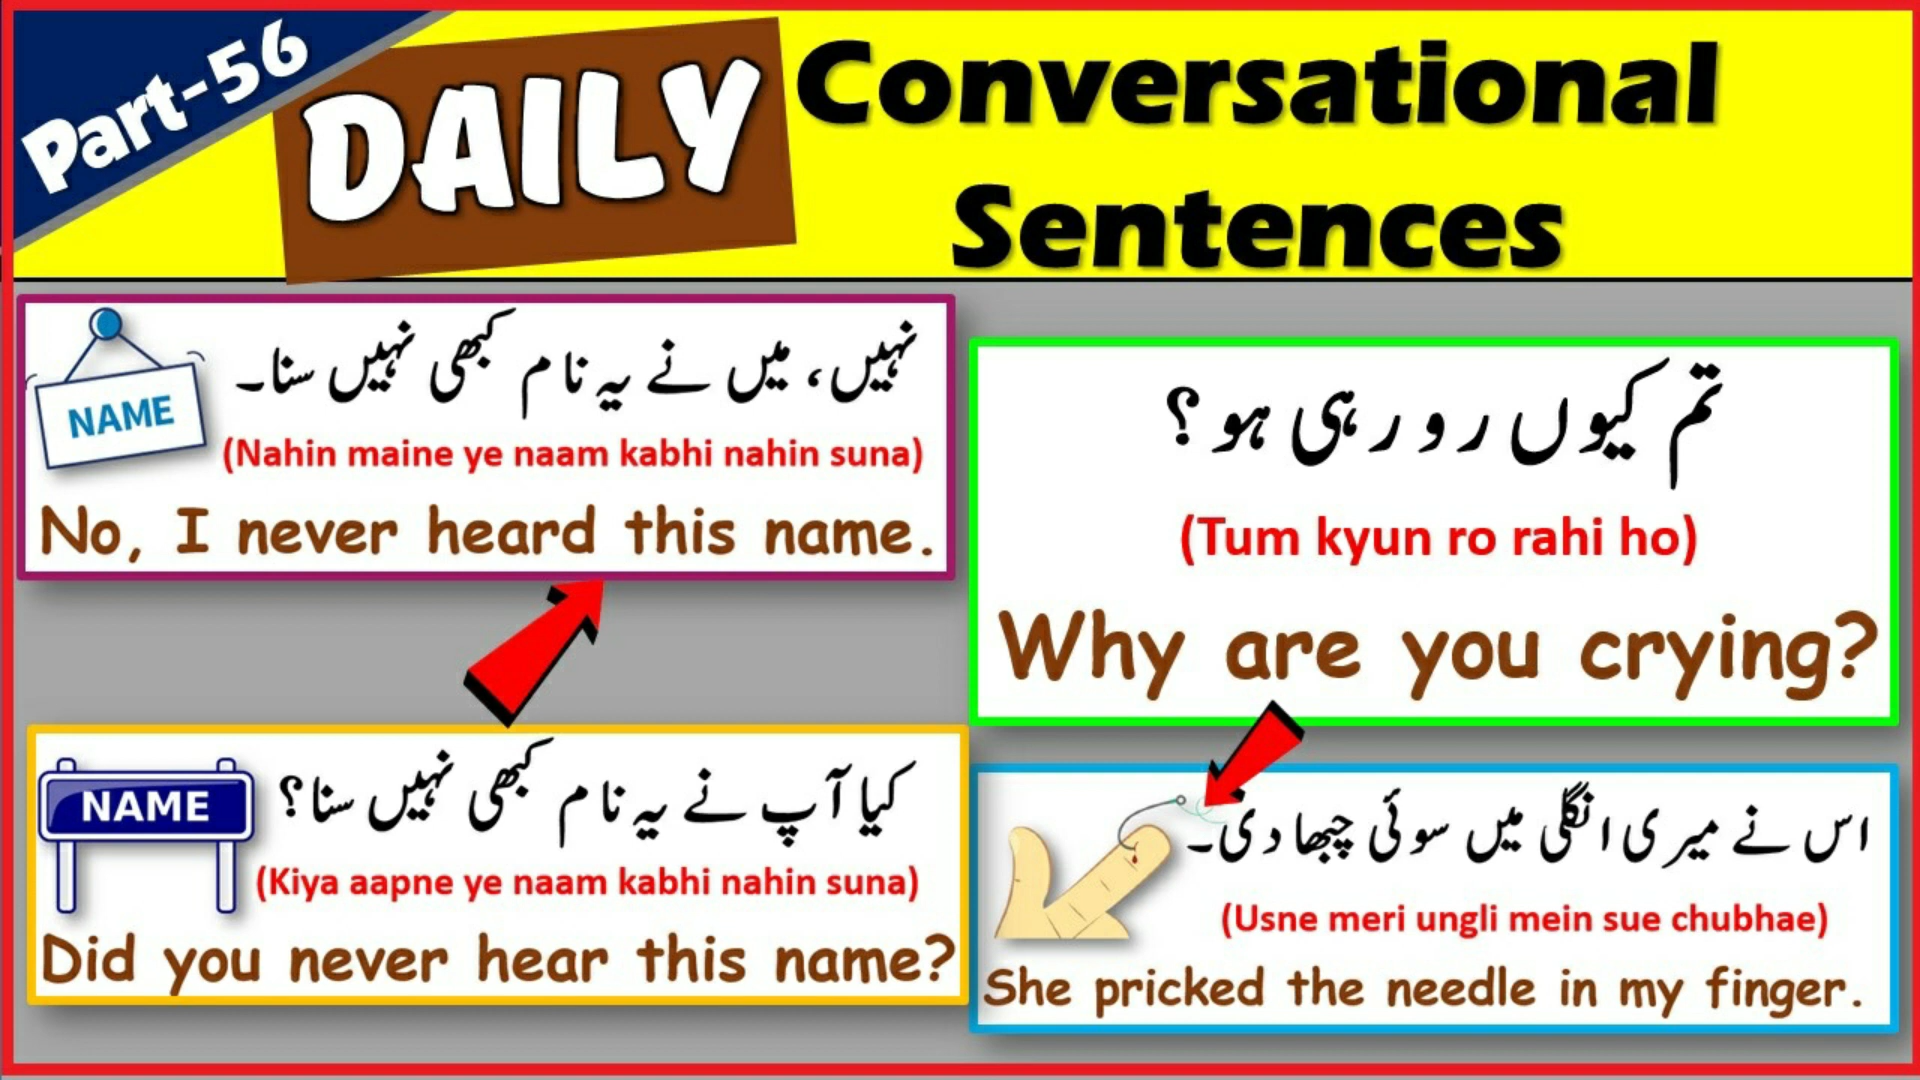 Part-56
DAILY
Conversational
Sentences
NAME
نہیں، میں نے یہ نام کبھی نہیں سنا۔
(Nahin maine ye naam kabhi nahin suna)
No, I never heard this name.
NAME
کیا آپ نے یہ نام کبھی نہیں سنا؟
(Kiya aapne ye naam kabhi nahin suna)
Did you never hear this name?
تم کیوں رو رہی ہو؟
(Tum kyun ro rahi ho)
Why are you crying?
اس نے میری انگلی میں سوئی چبھا دی۔
(Usne meri ungli mein sue chubhae)
She pricked the needle in my finger.